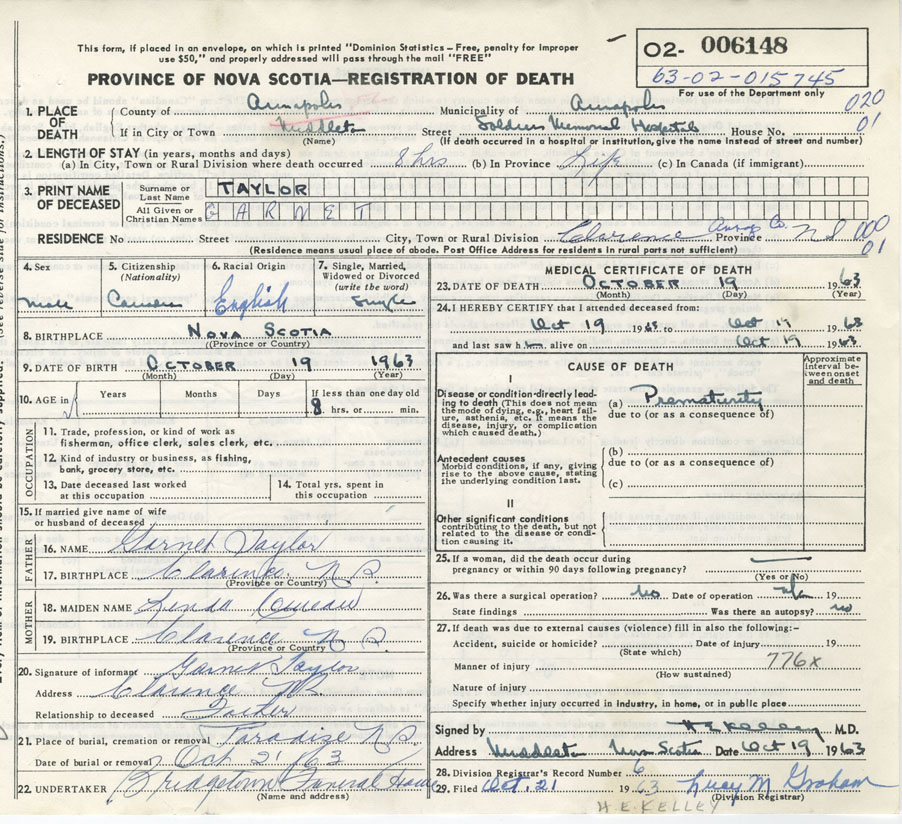 This form, if placed in an envelope, on which is printed "Dominion Statistics – Free, penalty for improper
use $50," and properly addressed will pass through the mail "FREE"
PROVINCE OF NOVA SCOTIA—REGISTRATION OF DEATH
O2- 006148
63-02-015745
For use of the Department only
020
01
1. PLACE OF DEATH
County of Annapolis Municipality of Annapolis
If in City or Town Middleton Street Soldiers Memorial Hospital House No.
(Name) (If death occurred in a hospital or institution, give the name instead of street and number)
2. LENGTH OF STAY (in years, months and days)
(a) In City, Town or Rural Division where death occurred 8 hrs (b) In Province Life (c) In Canada (if immigrant)
3. PRINT NAME OF DECEASED
Surname or Last Name TAYLOR
All Given or Christian Names GARNET
RESIDENCE No Street City, Town or Rural Division Clarence Annap Co. Province NS 000
01
(Residence means usual place of abode. Post Office Address for residents in rural parts not sufficient)
4. Sex male
5. Citizenship (Nationality) Canadian
6. Racial Origin English
7. Single, Married, Widowed or Divorced (write the word) Single
8. BIRTHPLACE NOVA SCOTIA
((Province or Country)
9. DATE OF BIRTH OCTOBER 19 1963
(Month) (Day) (Year)
10. AGE in Years Months Days If less than one day old
8 hrs. or min.
OCCUPATION
11. Trade, profession, or kind of work as
fisherman, office clerk, sales clerk, etc.
12. Kind of industry or business, as fishing,
bank, grocery store, etc.
13. Date deceased last worked at this occupation
14. Total yrs. spent in this occupation
15. If married give name of wife
or husband of deceased
FATHER
16. NAME Garnet Taylor
17. BIRTHPLACE Clarence N.S.
(Province or Country)
MOTHER
18. MAIDEN NAME Linda Comeau
19. BIRTHPLACE Clarence N S.
(Province or Country
20. Signature of informant Garnet Taylor
Address Clarence NS.
Relationship to deceased Father
21. Place of burial, cremation or removal Paradise N.S.
Date of burial or removal Oct 21/63
22. UNDERTAKER Bridgetown Funeral Home
(Name and address)
MEDICAL CERTIFICATE OF DEATH
23. DATE OF DEATH OCTOBER 19 1963
(Month) (Day) (Year)
24. I HEREBY CERTIFY that I attended deceased from:
Oct 19 1963 to Oct 19 1963
and last saw him alive on Oct 19 1963
CAUSE OF DEATH
Approximate interval between onset and death
I
Disease or condition directly leading to death (This does not mean
the mode of dying, e.g., heart failure, asthenia, etc. It means the
disease, injury, or complication which caused death.)
(a) Prematurity
due to (or as a consequence of)
Antecedent causes
Morbid conditions, if any, giving
rise to the above cause, stating
the underlying condition last.
(b)
due to (or as a consequence of)
(c)
II
Other significant conditions
contributing to the death, but not
related to the disease or condition
causing it.
25. If a woman, did the death occur during
pregnancy or within 90 days following pregnancy?
(Yes or No)
26. Was there a surgical operation? No Date of operation 19
State findings Was there an autopsy? no
27. If death was due to external causes (violence) fill in also the following:–
Accident, suicide or homicide? Date of injury 19
(State which)
Manner of injury 776x
(How sustained)
Nature of injury
Specify whether injury occurred in industry, in home, or in public place
Signed by H E Kelley M.D.
Address Middleton Nova Scotia Date Oct 19 1963
28. Division Registrar's Record Number 6
29. Filed Oct. 21 1963 Lucy M Graham
(Division Registrar)
H.E.KELLEY